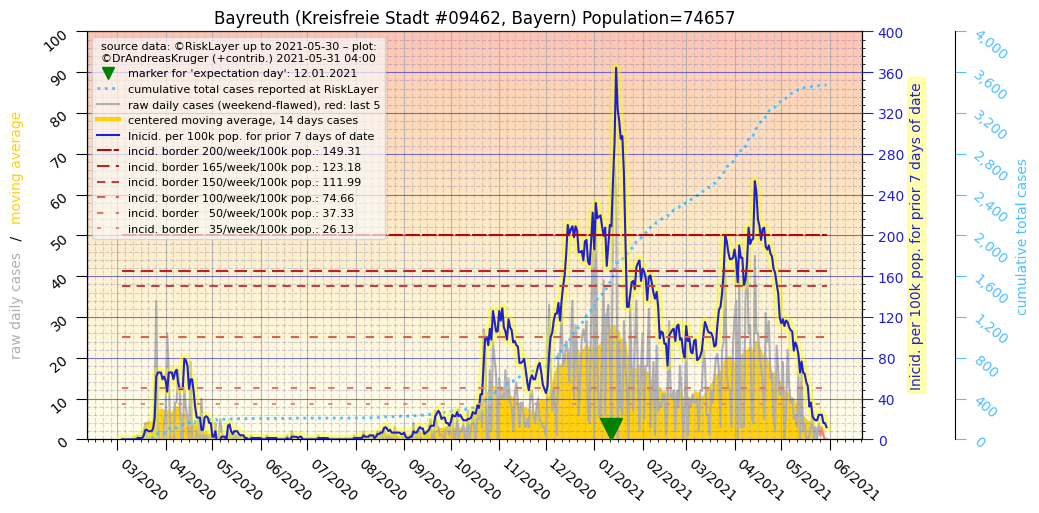 Bayreuth (Kreisfreie Stadt #09462, Bayern) Population=74657
source data: ©RiskLayer up to 2021-05-30 – plot:
©DrAndreasKruger (+contrib.) 2021-05-31 04:00
marker for 'expectation day': 12.01.2021
cumulative total cases reported at RiskLayer
raw daily cases (weekend-flawed), red: last 5
centered moving average, 14 days cases
Inicid. per 100k pop. for prior 7 days of date
incid. border 200/week/100k pop.: 149.31
incid. border 165/week/100k pop.: 123.18
incid. border 150/week/100k pop.: 111.99
incid. border 100/week/100k pop.: 74.66
incid. border 50/week/100k pop.: 37.33
incid. border 35/week/100k pop.: 26.13
raw daily cases / moving average
100
90
80
70
60
50
40
30
20
10
0
400
360
320
280
240
200
160
120
80
40
0
Inicid. per 100k pop. for prior 7 days of date
4,000
3,600
3,200
2,800
2,400
2,000
1,600
1,200
800
400
0
cumulative total cases
03/2020
04/2020
05/2020
06/2020
07/2020
08/2020
09/2020
10/2020
11/2020
12/2020
01/2021
02/2021
03/2021
04/2021
05/2021
06/2021